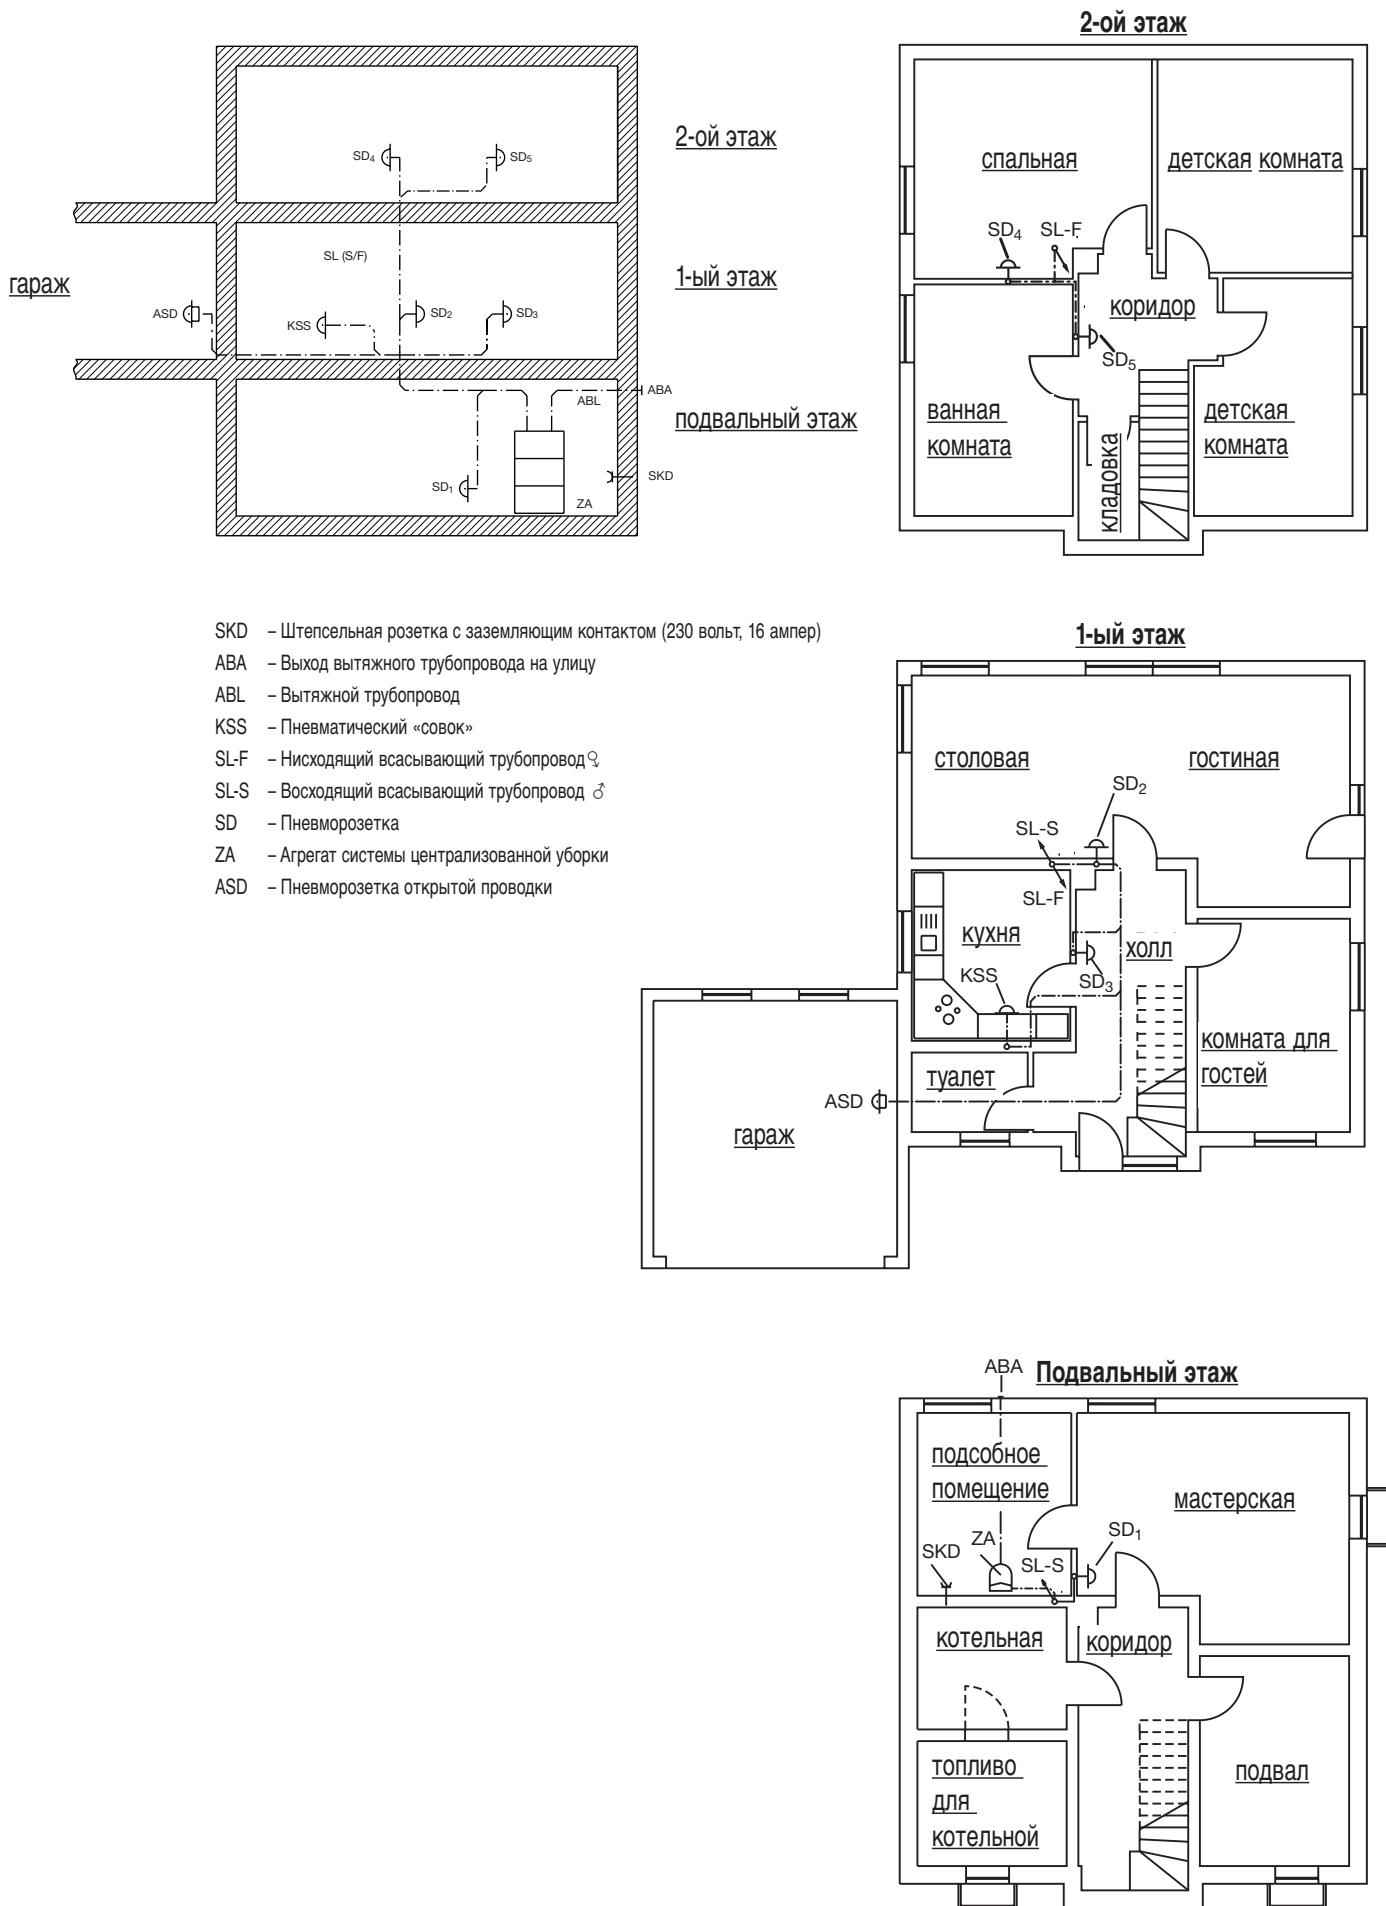 2-ой этаж
SD4
SD5
2-ой этаж
SL (S/F)
гараж
1-ый этаж
ASD
KSS
SD2
SD3
ABL
ABA
подвальный этаж
SD1
SKD
ZA
спальная
детская комната
SD4
SL-F
коридор
SD5
ванная
комната
детская
комната
кладовка
SKD – Штепсельная розетка с заземляющим контактом (230 вольт, 16 ампер)
ABA – Выход вытяжного трубопровода на улицу
ABL – Вытяжной трубопровод
KSS – Пневматический «совок»
SL-F – Нисходящий всасывающий трубопровод
SL-S – Восходящий всасывающий трубопровод
SD – Пневморозетка
ZA – Агрегат системы централизованной уборки
ASD – Пневморозетка открытой проводки
1-ый этаж
столовая
гостиная
SD2
SL-S
SL-F
кухня
холл
KSS
SD3
комната для
гостей
туалет
ASD
гараж
ABA
Подвальный этаж
подсобное
помещение
мастерская
SD1
ZA
SKD
SL-S
котельная
коридор
топливо
для
котельной
подвал